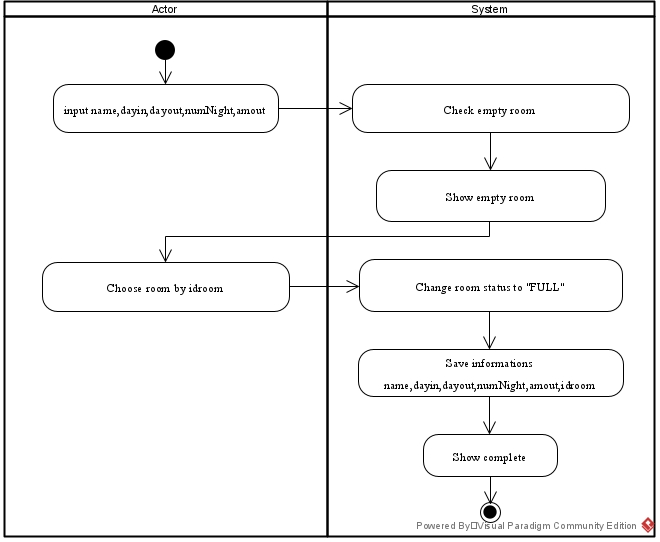 Actor
System
input name,dayin,dayout,numNight,amout
Check empty room
Show empty room
Choose room by idroom
Change room status to "FULL"
Save informations
name,dayin,dayout,numNight,amout,idroom
Show complete
Powered By Visual Paradigm Community Edition